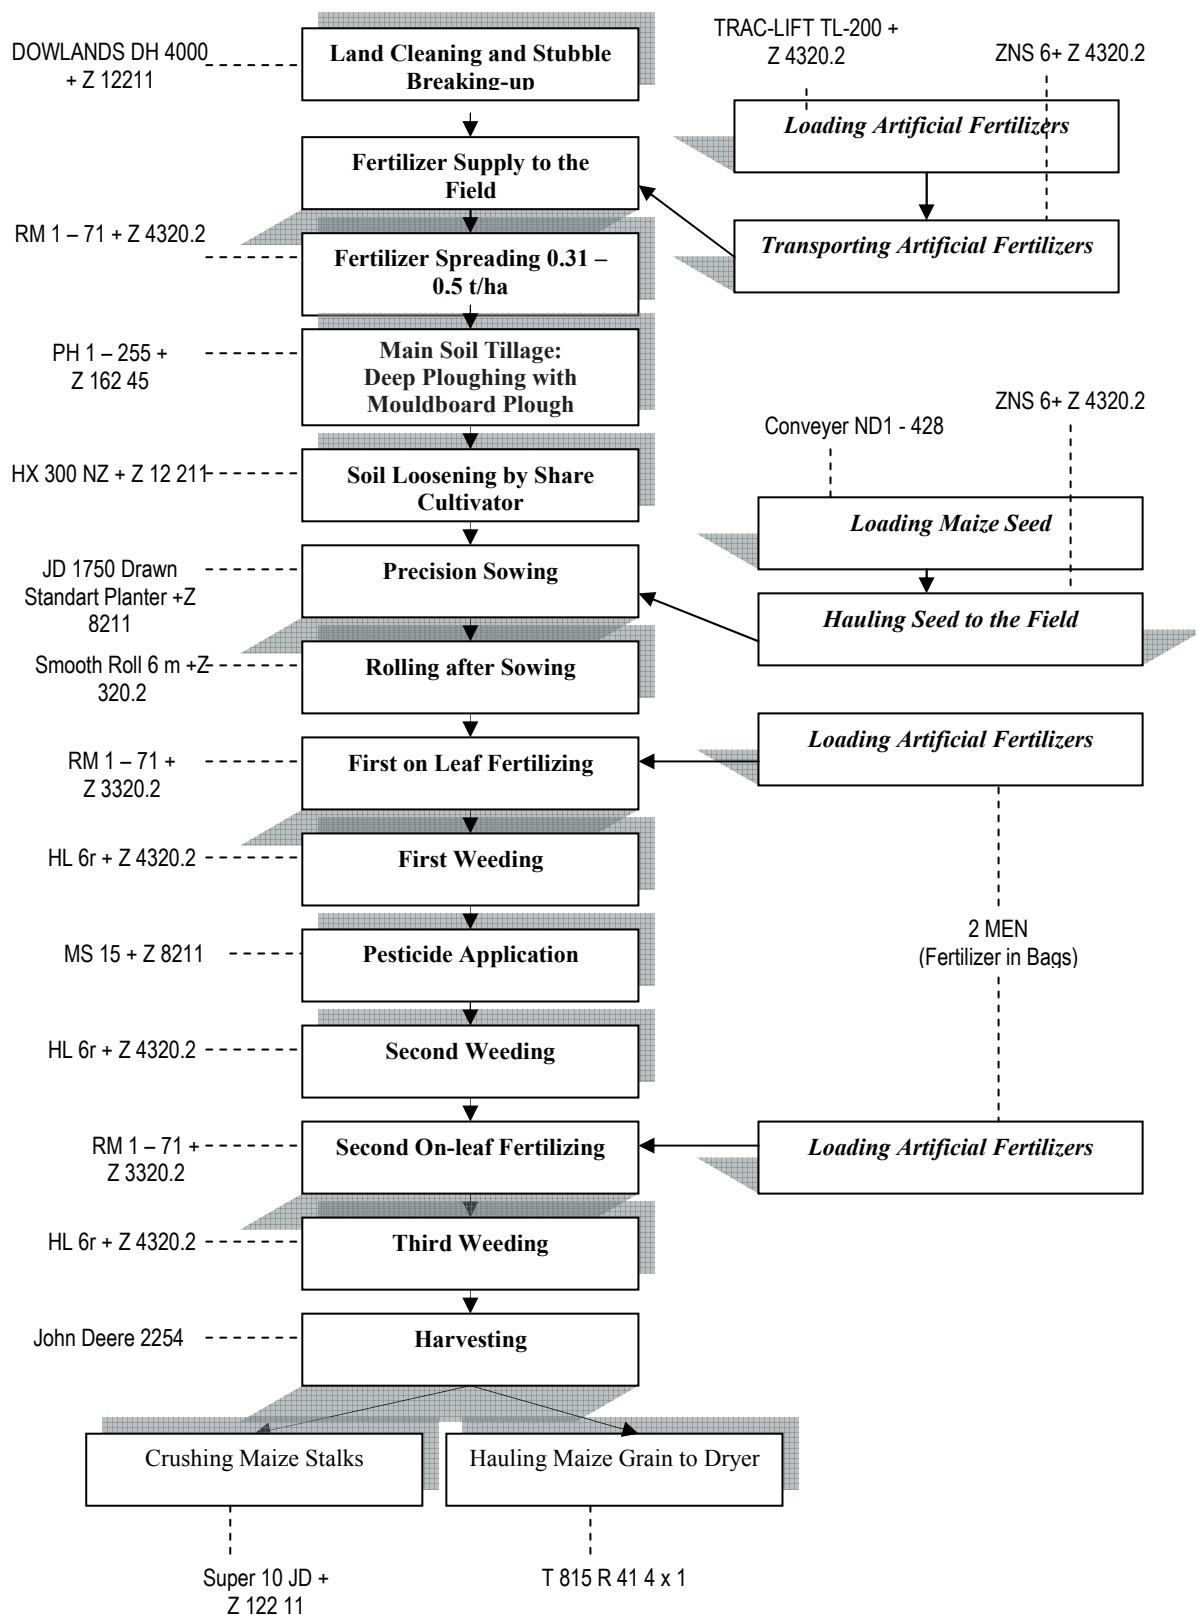 TRAC-LIFT TL-200 +
Z 4320.2
ZNS 6+ Z 4320.2
DOWLANDS DH 4000
+ Z 12211
Land Cleaning and Stubble
Breaking-up
Loading Artificial Fertilizers
Fertilizer Supply to the
Field
RM 1 – 71 + Z 4320.2
Transporting Artificial Fertilizers
Fertilizer Spreading 0.31 –
0.5 t/ha
PH 1 – 255 +
Z 162 45
Main Soil Tillage:
Deep Ploughing with
Mouldboard Plough
ZNS 6+ Z 4320.2
Conveyer ND1 - 428
HX 300 NZ + Z 12 211
Soil Loosening by Share
Cultivator
Loading Maize Seed
JD 1750 Drawn
Standart Planter +Z
8211
Precision Sowing
Hauling Seed to the Field
Smooth Roll 6 m +Z
320.2
Rolling after Sowing
Loading Artificial Fertilizers
RM 1 – 71 +
Z 3320.2
First on Leaf Fertilizing
HL 6r + Z 4320.2
First Weeding
2 MEN
(Fertilizer in Bags)
MS 15 + Z 8211
Pesticide Application
HL 6r + Z 4320.2
Second Weeding
RM 1 – 71 +
Z 3320.2
Second On-leaf Fertilizing
Loading Artificial Fertilizers
HL 6r + Z 4320.2
Third Weeding
John Deere 2254
Harvesting
Crushing Maize Stalks
Hauling Maize Grain to Dryer
Super 10 JD +
Z 122 11
T 815 R 41 4 x 1